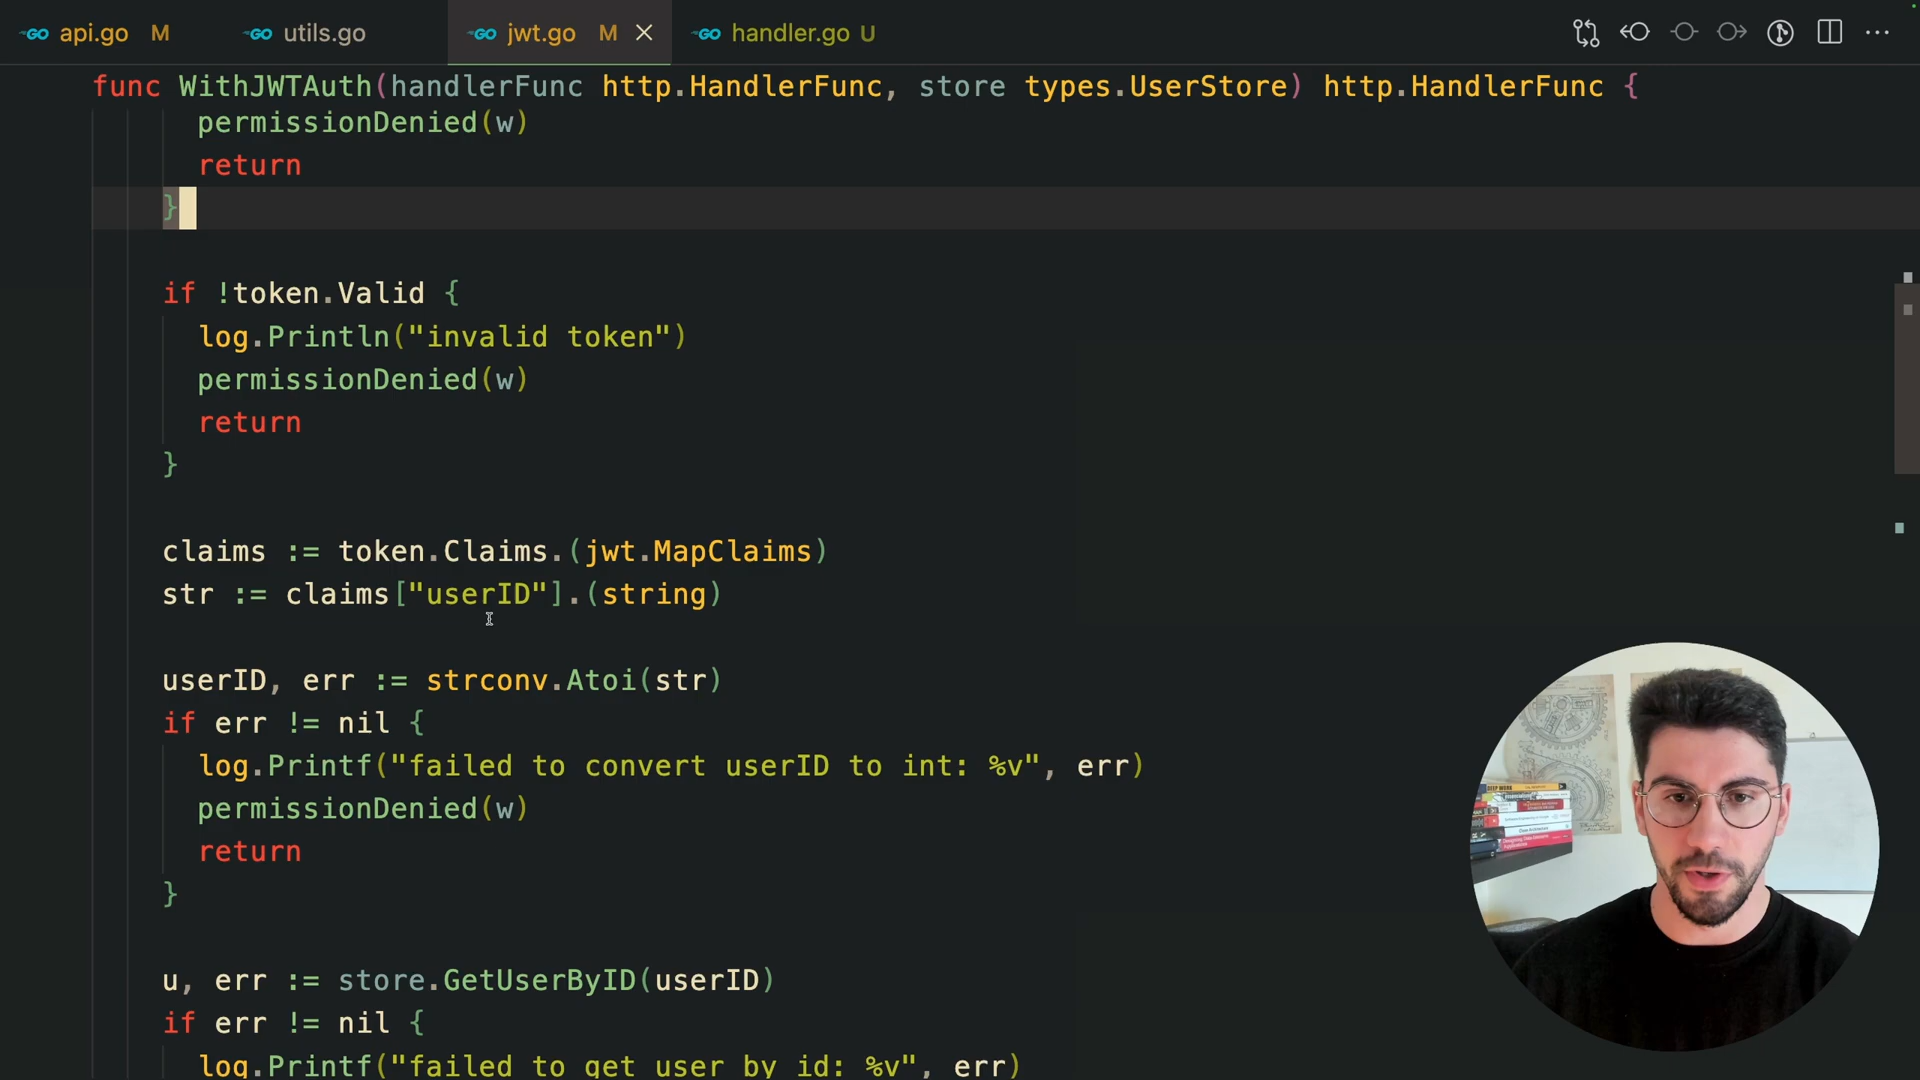 api.go M utils.go jwt.go M handler.go U
func WithJWTAuth(handlerFunc http.HandlerFunc, store types.UserStore) http.HandlerFunc {
permissionDenied(w)
return
}
if !token.Valid {
log.Println("invalid token")
permissionDenied(w)
return
}
claims := token.Claims.(jwt.MapClaims)
str := claims["userID"].(string)
userID, err := strconv.Atoi(str)
if err != nil {
log.Printf("failed to convert userID to int: %v", err)
permissionDenied(w)
return
}
u, err := store.GetUserByID(userID)
if err != nil {
log.Printf("failed to get user by id: %v", err)